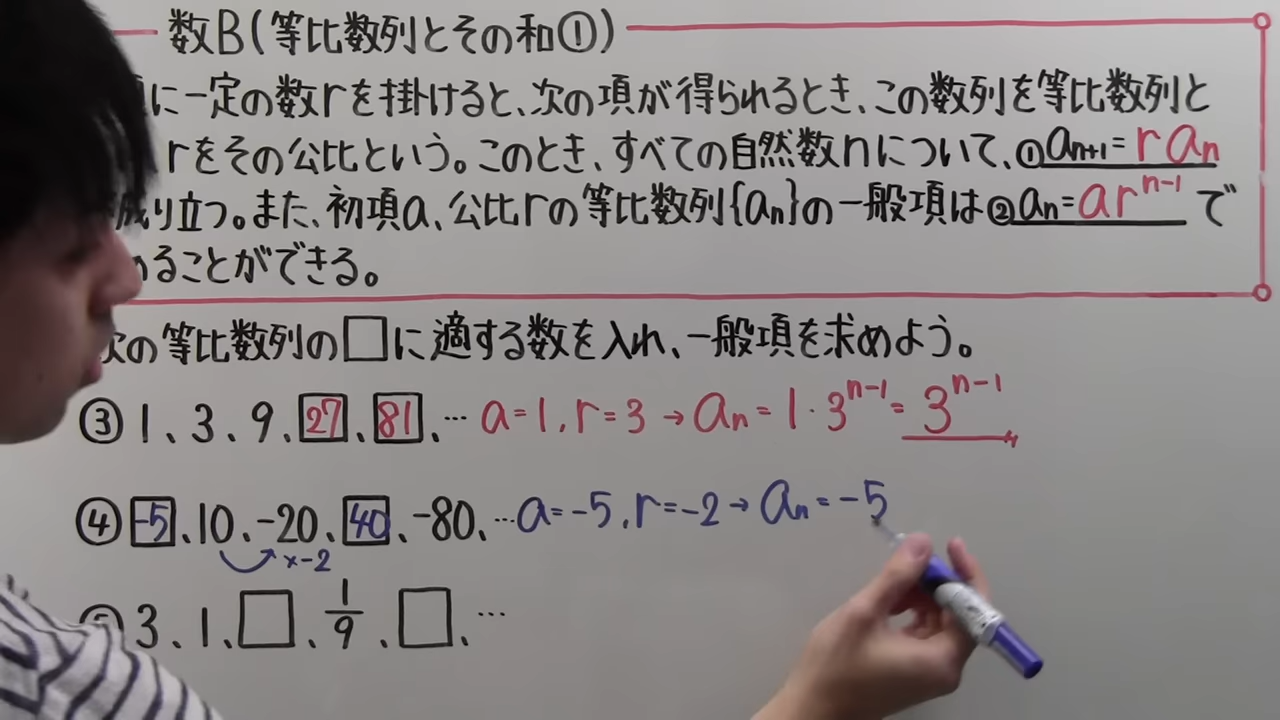 数B(等比数列とその和①)
に一定の数rを掛けると、次の項が得られるとき、この数列を等比数列と
rをその公比という。このとき、すべての自然数nについて、①aₙ₊₁=raₙ
成り立つ。また、初項a、公比rの等比数列{aₙ}の一般項は②aₙ=arⁿ⁻¹で
ることができる。
次の等比数列の□に適する数を入れ、一般項を求めよう。
③ 1、3、9、27、81、… a=1, r=3 → aₙ=1・3ⁿ⁻¹=3ⁿ⁻¹
④ -5、10、-20、40、-80、… a=-5, r=-2 → aₙ=-5
×-2
3、1、□、1/9、□、…